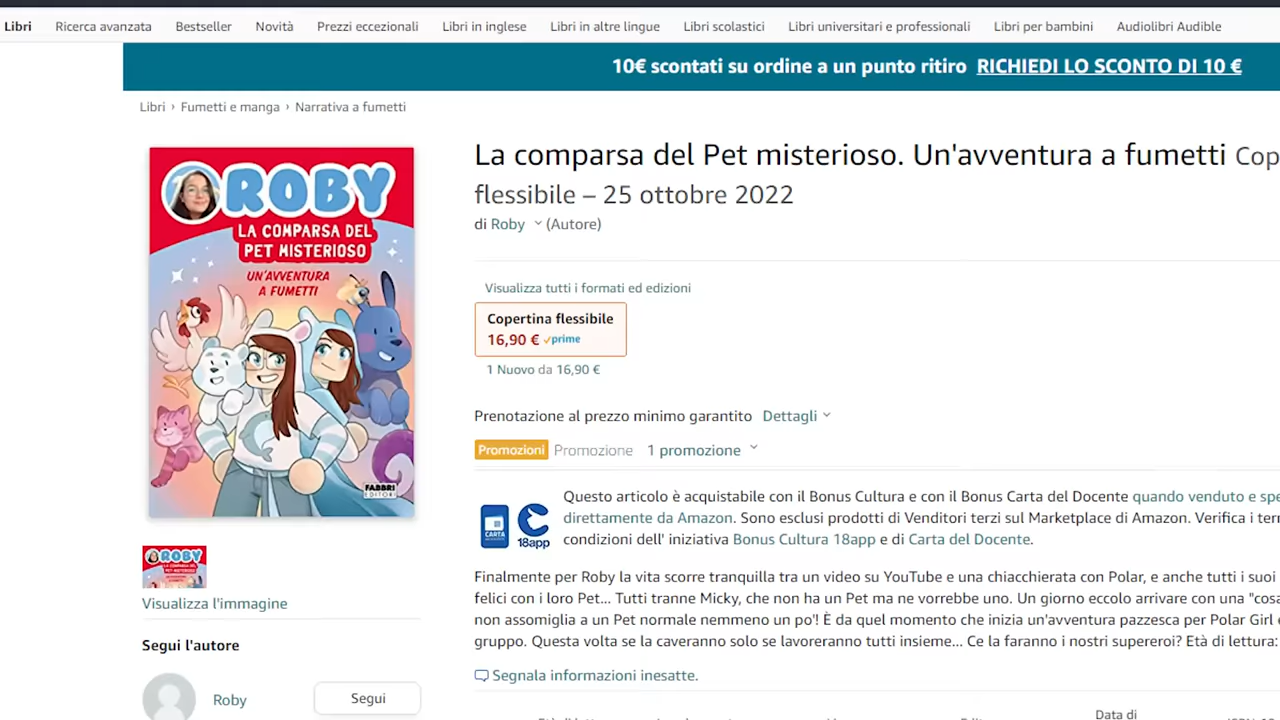 Libri Ricerca avanzata Bestseller Novità Prezzi eccezionali Libri in inglese Libri in altre lingue Libri scolastici Libri universitari e professionali Libri per bambini Audiolibri Audible
10€ scontati su ordine a un punto ritiro RICHIEDI LO SCONTO DI 10 €
Libri › Fumetti e manga › Narrativa a fumetti
ROBY
LA COMPARSA DEL
PET MISTERIOSO
UN'AVVENTURA
A FUMETTI
FABBRI
EDITORI
ROBY
Visualizza l'immagine
Segui l'autore
Roby Segui
La comparsa del Pet misterioso. Un'avventura a fumetti Cop
flessibile – 25 ottobre 2022
di Roby (Autore)
Visualizza tutti i formati ed edizioni
Copertina flessibile
16,90 € prime
1 Nuovo da 16,90 €
Prenotazione al prezzo minimo garantito Dettagli
Promozioni Promozione 1 promozione
CARTA
18app
Questo articolo è acquistabile con il Bonus Cultura e con il Bonus Carta del Docente quando venduto e spe
direttamente da Amazon. Sono esclusi prodotti di Venditori terzi sul Marketplace di Amazon. Verifica i ter
condizioni dell' iniziativa Bonus Cultura 18app e di Carta del Docente.
Finalmente per Roby la vita scorre tranquilla tra un video su YouTube e una chiacchierata con Polar, e anche tutti i suoi
felici con i loro Pet... Tutti tranne Micky, che non ha un Pet ma ne vorrebbe uno. Un giorno eccolo arrivare con una "cosa
non assomiglia a un Pet normale nemmeno un po'! È da quel momento che inizia un'avventura pazzesca per Polar Girl e
gruppo. Questa volta se la caveranno solo se lavoreranno tutti insieme... Ce la faranno i nostri supereroi? Età di lettura:
Segnala informazioni inesatte.
Data di